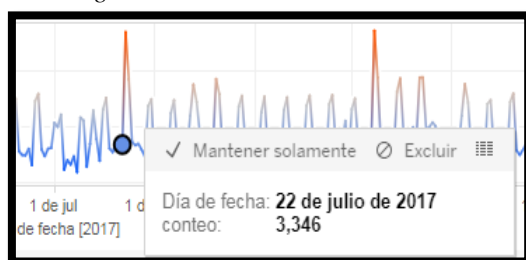 Mantener solamente Excluir
Día de fecha: 22 de julio de 2017
conteo: 3,346
1 de jul 1 d
de fecha [2017]